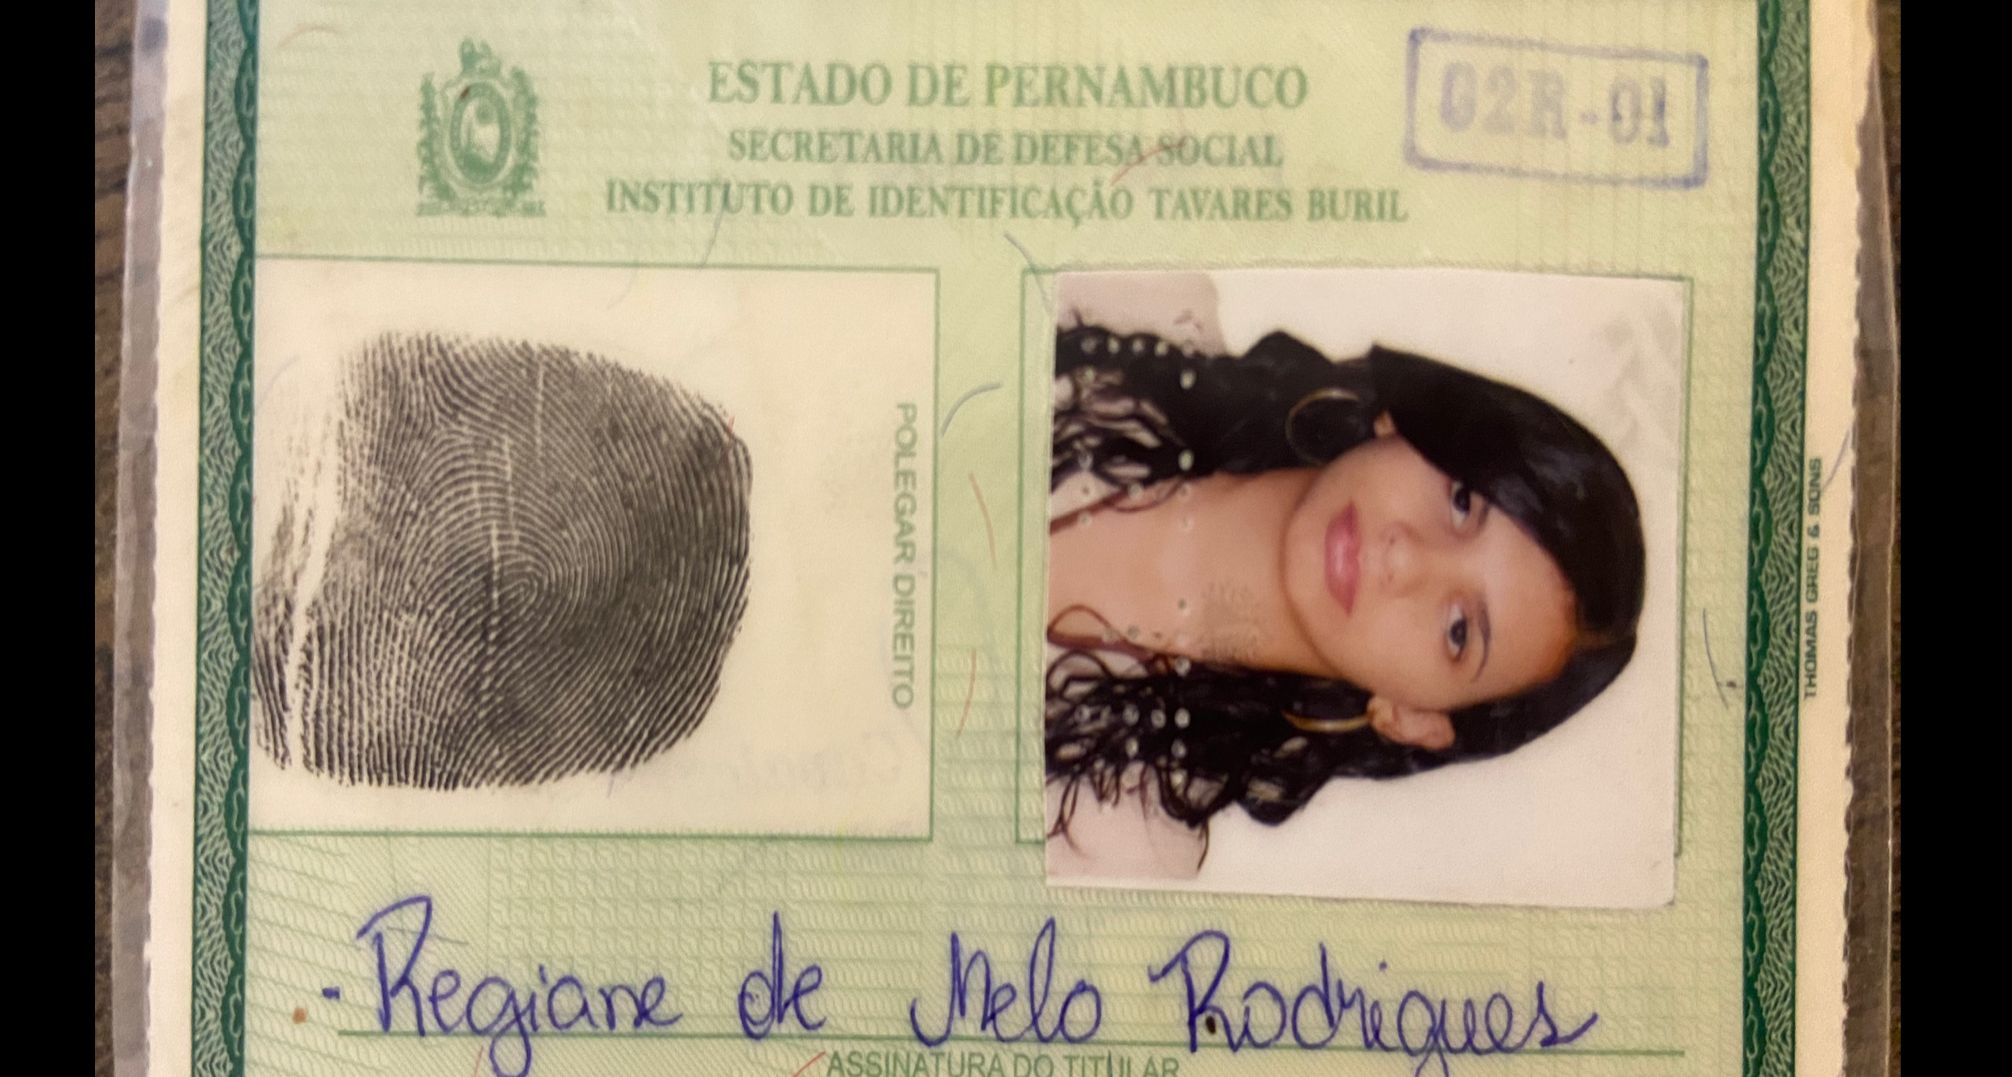 ESTADO DE PERNAMBUCO
02R-01
SECRETARIA DE DEFESA SOCIAL
INSTITUTO DE IDENTIFICAÇÃO TAVARES BURIL
POLEGAR DIREITO
THOMAS GREG & SONS
Regiane de Melo Rodrigues
ASSINATURA DO TITULAR